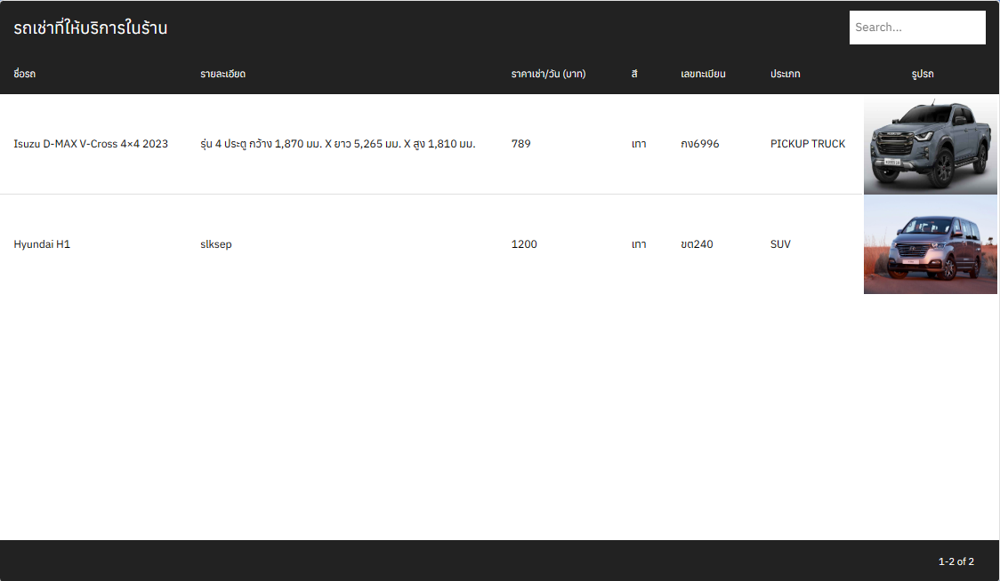 รถเช่าที่ให้บริการในร้าน
Search...
ชื่อรถ รายละเอียด ราคาเช่า/วัน (บาท) สี เลขทะเบียน ประเภท รูปรถ
Isuzu D-MAX V-Cross 4×4 2023 รุ่น 4 ประตู กว้าง 1,870 มม. X ยาว 5,265 มม. X สูง 1,810 มม. 789 เทา กง6996 PICKUP TRUCK
Hyundai H1 slksep 1200 เทา ขต240 SUV
1-2 of 2